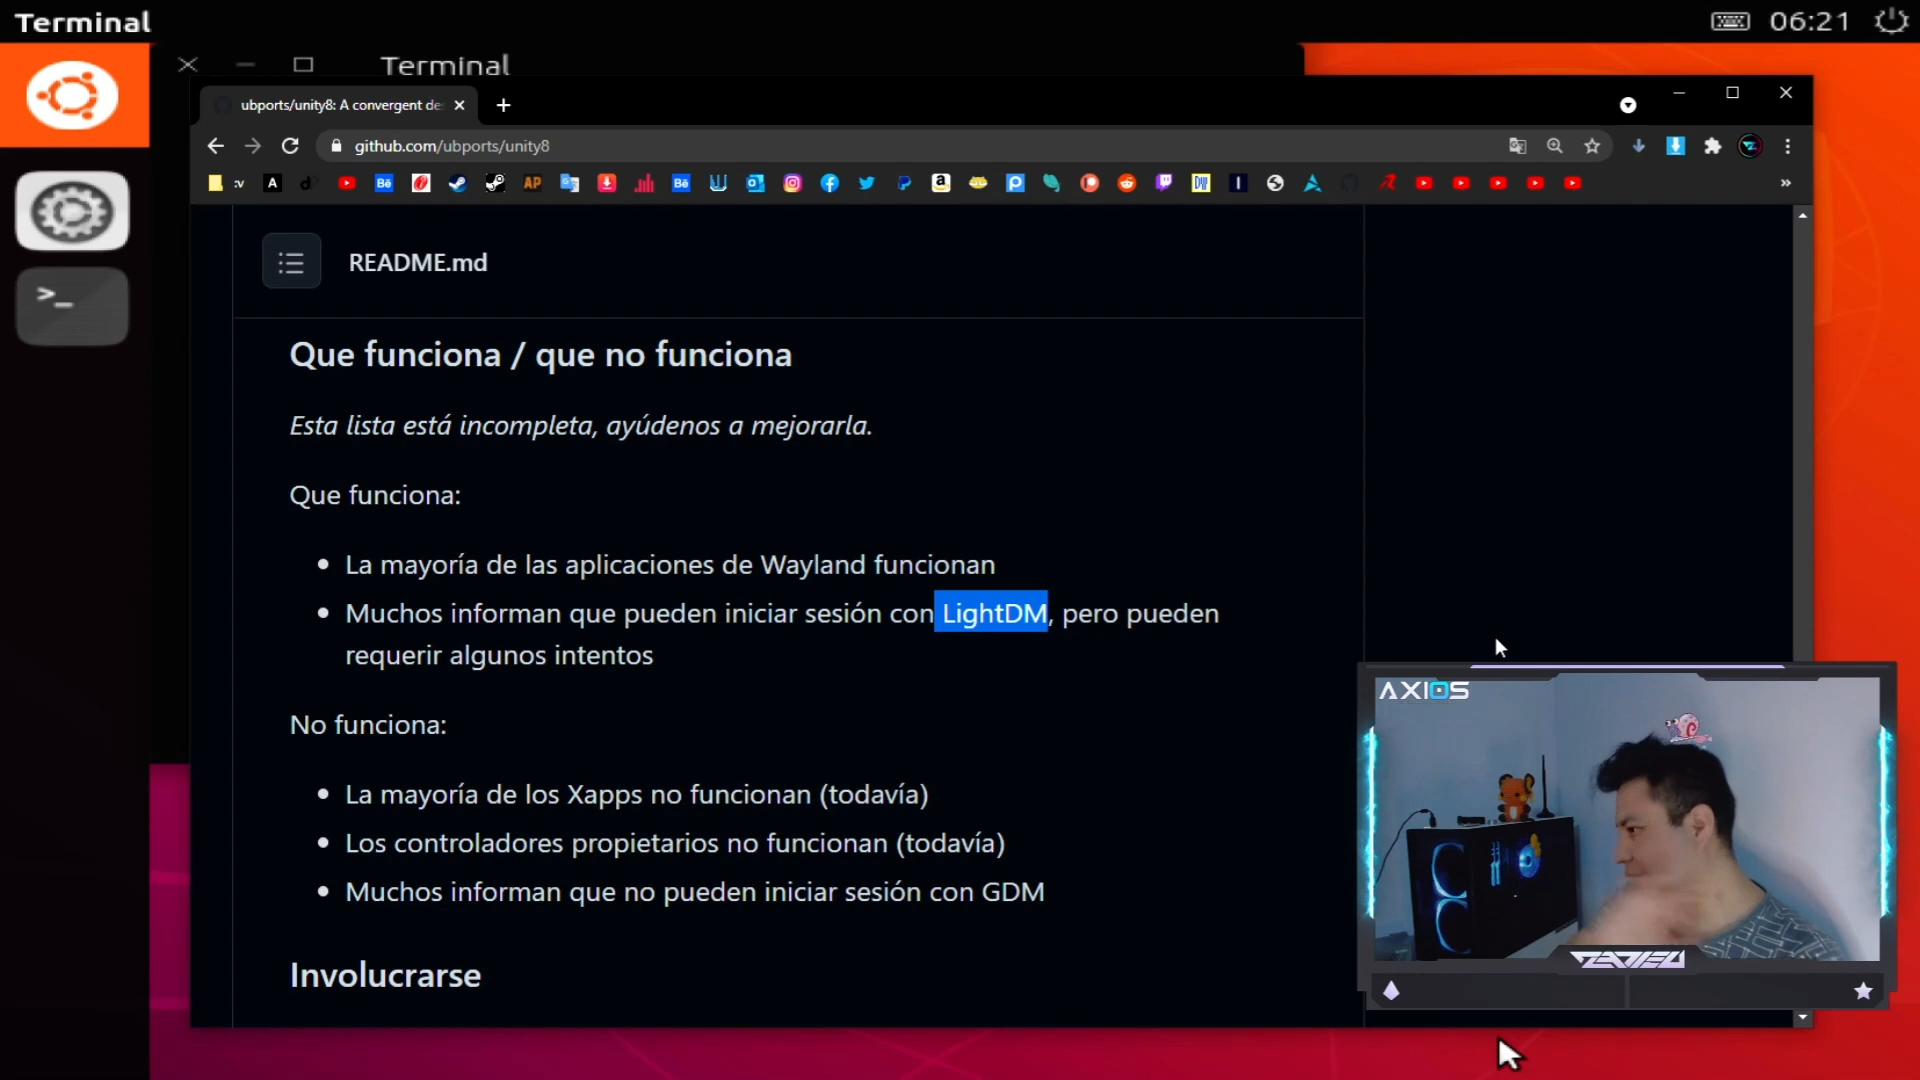 Terminal
06:21
Terminal
ubports/unity8: A convergent de
github.com/ubports/unity8
:v
README.md
Que funciona / que no funciona
Esta lista está incompleta, ayúdenos a mejorarla.
Que funciona:
La mayoría de las aplicaciones de Wayland funcionan
Muchos informan que pueden iniciar sesión con LightDM, pero pueden
requerir algunos intentos
No funciona:
La mayoría de los Xapps no funcionan (todavía)
Los controladores propietarios no funcionan (todavía)
Muchos informan que no pueden iniciar sesión con GDM
Involucrarse
AXIOS